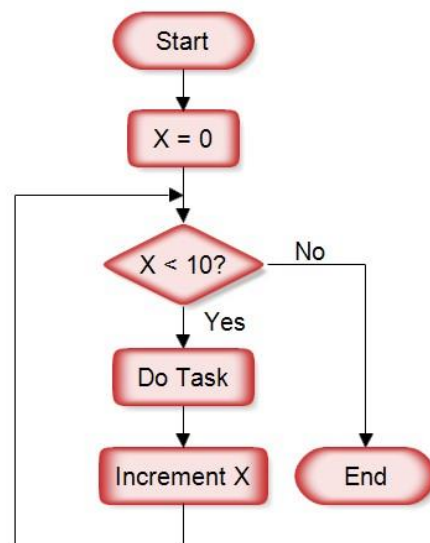 Start
X = 0
X < 10?
No
Yes
Do Task
Increment X
End